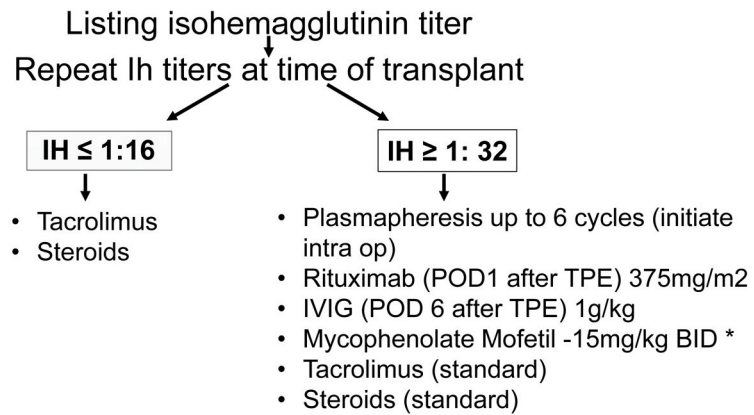 Listing isohemagglutinin titer
Repeat Ih titers at time of transplant
IH ≤ 1:16
• Tacrolimus
• Steroids
IH ≥ 1: 32
• Plasmapheresis up to 6 cycles (initiate
intra op)
• Rituximab (POD1 after TPE) 375mg/m2
• IVIG (POD 6 after TPE) 1g/kg
• Mycophenolate Mofetil -15mg/kg BID *
• Tacrolimus (standard)
• Steroids (standard)